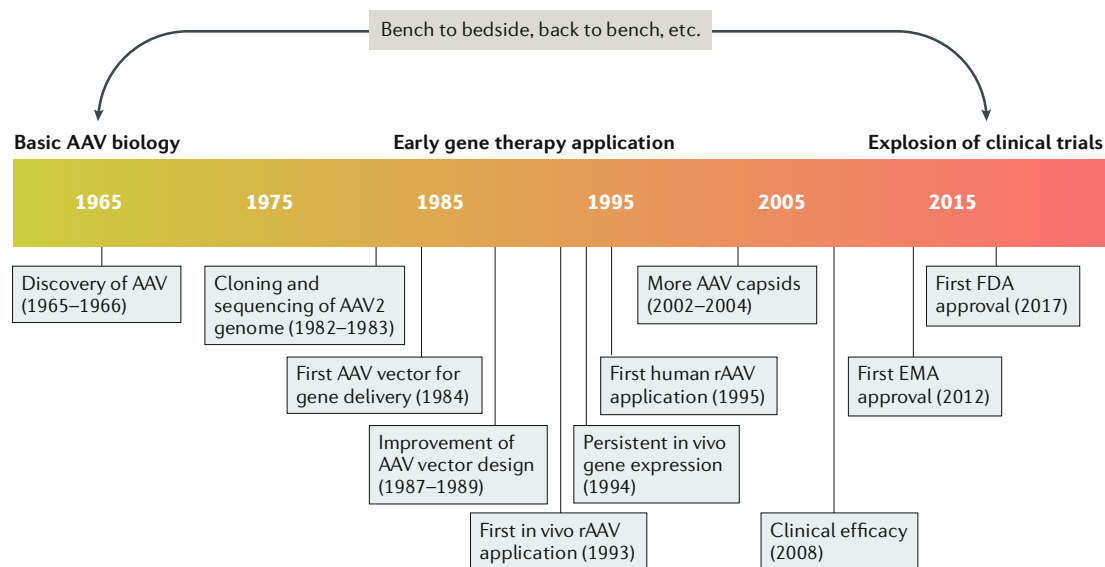 Bench to bedside, back to bench, etc.
Basic AAV biology
Early gene therapy application
Explosion of clinical trials
1965
1975
1985
1995
2005
2015
Discovery of AAV
(1965–1966)
Cloning and
sequencing of AAV2
genome (1982–1983)
First AAV vector for
gene delivery (1984)
Improvement of
AAV vector design
(1987–1989)
First in vivo rAAV
application (1993)
Persistent in vivo
gene expression
(1994)
First human rAAV
application (1995)
More AAV capsids
(2002–2004)
Clinical efficacy
(2008)
First EMA
approval (2012)
First FDA
approval (2017)